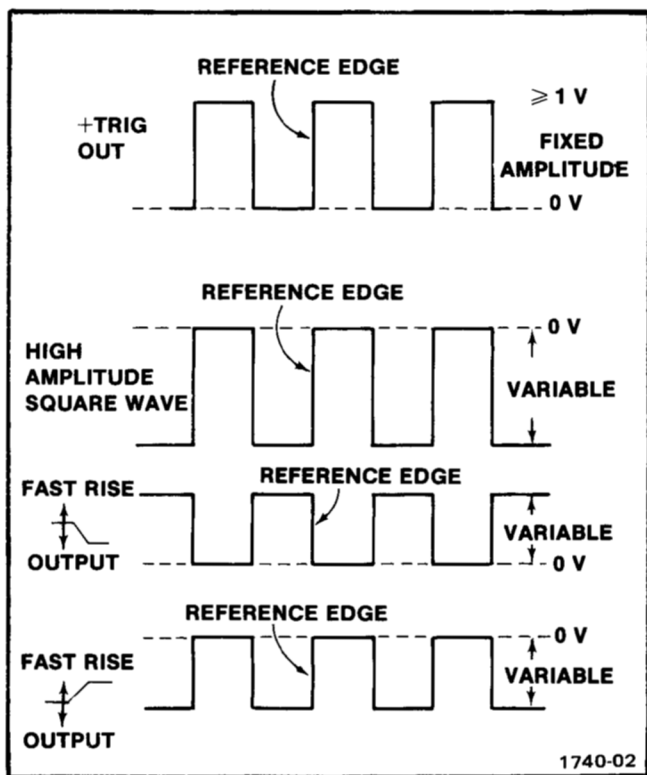 REFERENCE EDGE
+TRIG
OUT
⩾ 1 V
FIXED
AMPLITUDE
0 V
REFERENCE EDGE
0 V
HIGH
AMPLITUDE
SQUARE WAVE
VARIABLE
REFERENCE EDGE
FAST RISE
OUTPUT
VARIABLE
0 V
REFERENCE EDGE
0 V
FAST RISE
OUTPUT
VARIABLE
1740-02